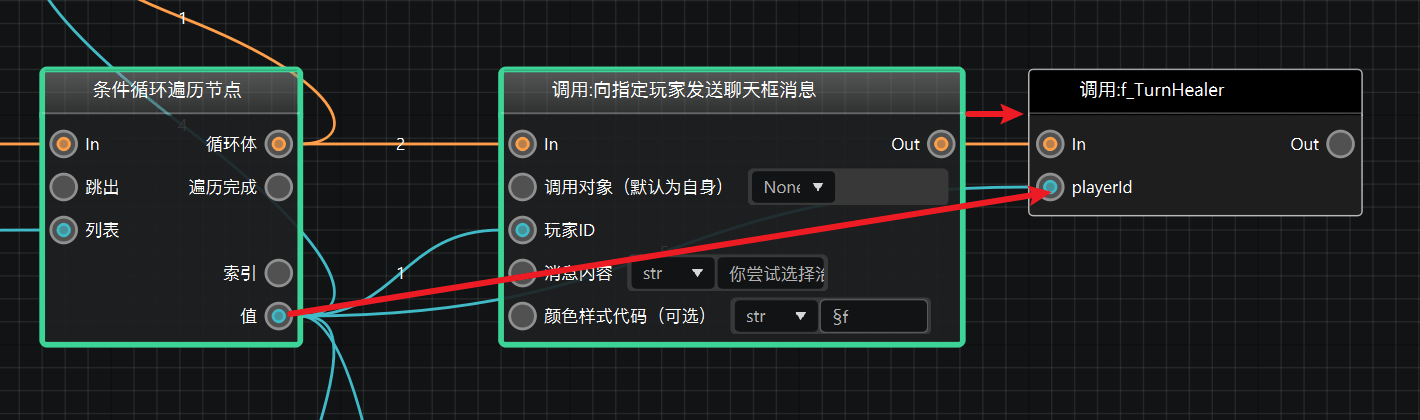 1
条件循环遍历节点
调用:向指定玩家发送聊天框消息
调用:f_TurnHealer
4
In
循环体
2
In
Out
In
Out
跳出
遍历完成
调用对象（默认为自身）
None
playerId
列表
玩家ID
索引
1
消息内容
str
你尝试选择治
值
颜色样式代码（可选）
str
§f